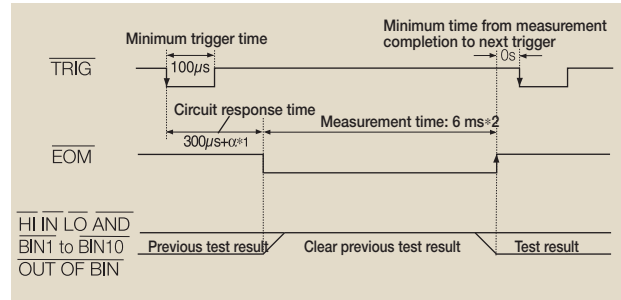 Minimum trigger time
Minimum time from measurement
completion to next trigger
TRIG
100µs
0s
Circuit response time
300µs+α*1
Measurement time: 6 ms*2
EOM
HI IN LO AND
BIN1 to BIN10
OUT OF BIN
Previous test result
Clear previous test result
Test result